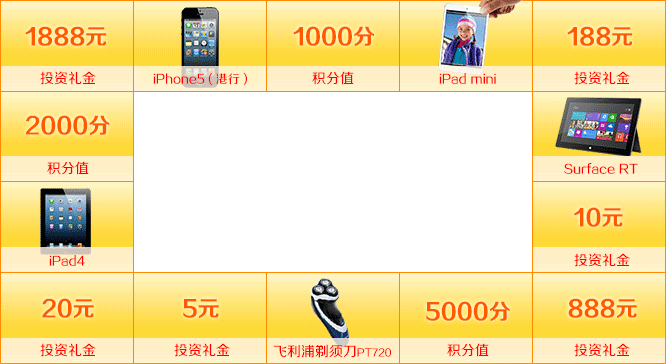 1888元
投资礼金
iPhone5（港行）
1000分
积分值
iPad mini
188元
投资礼金
2000分
积分值
Surface RT
iPad4
10元
投资礼金
20元
投资礼金
5元
投资礼金
飞利浦剃须刀PT720
5000分
积分值
888元
投资礼金